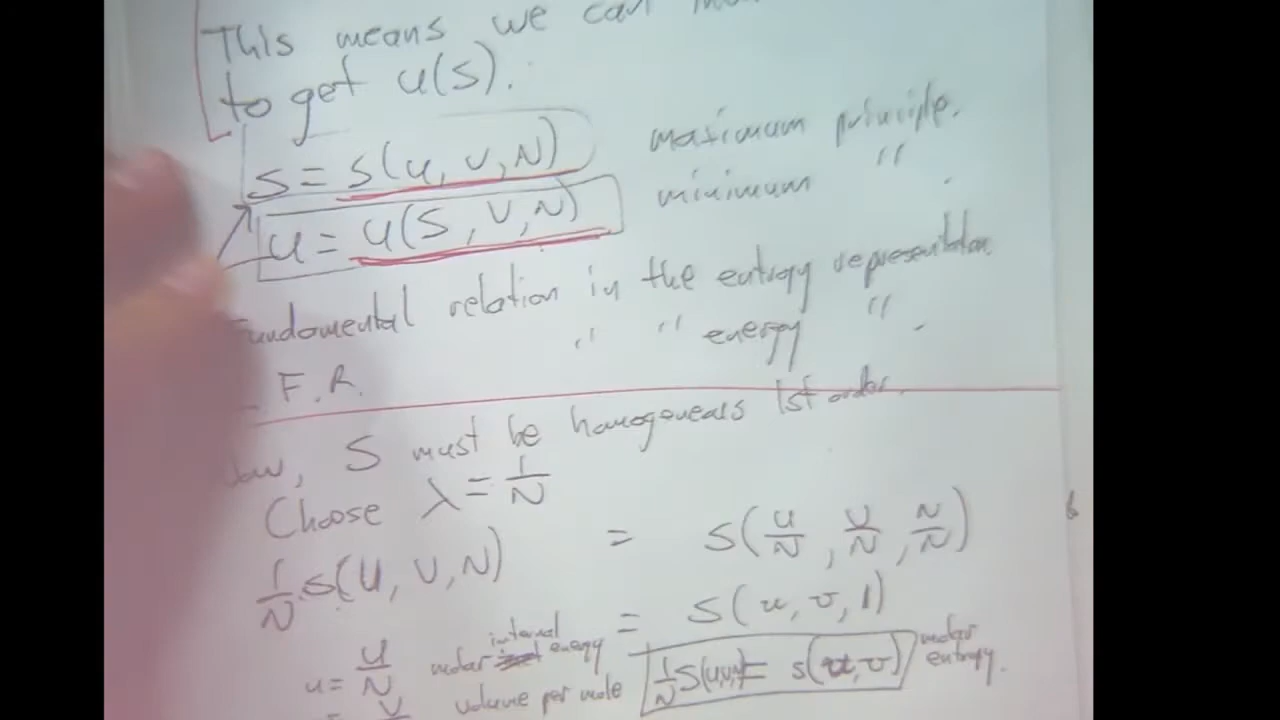 This means we can
to get U(S).
S = S(U, V, N) maximum principle.
U = U(S, V, N) minimum " .
Fundamental relation in the entropy representation
" " energy " .
F.R.
S must be homogeneous 1st order.
Choose λ = 1/N
1/N S(U, V, N) = S(U/N, V/N, N/N)
= S(u, v, 1)
u = U/N molar internal energy
1/N S(U,V,N) = s(u,v) molar entropy.
= V volume per mole